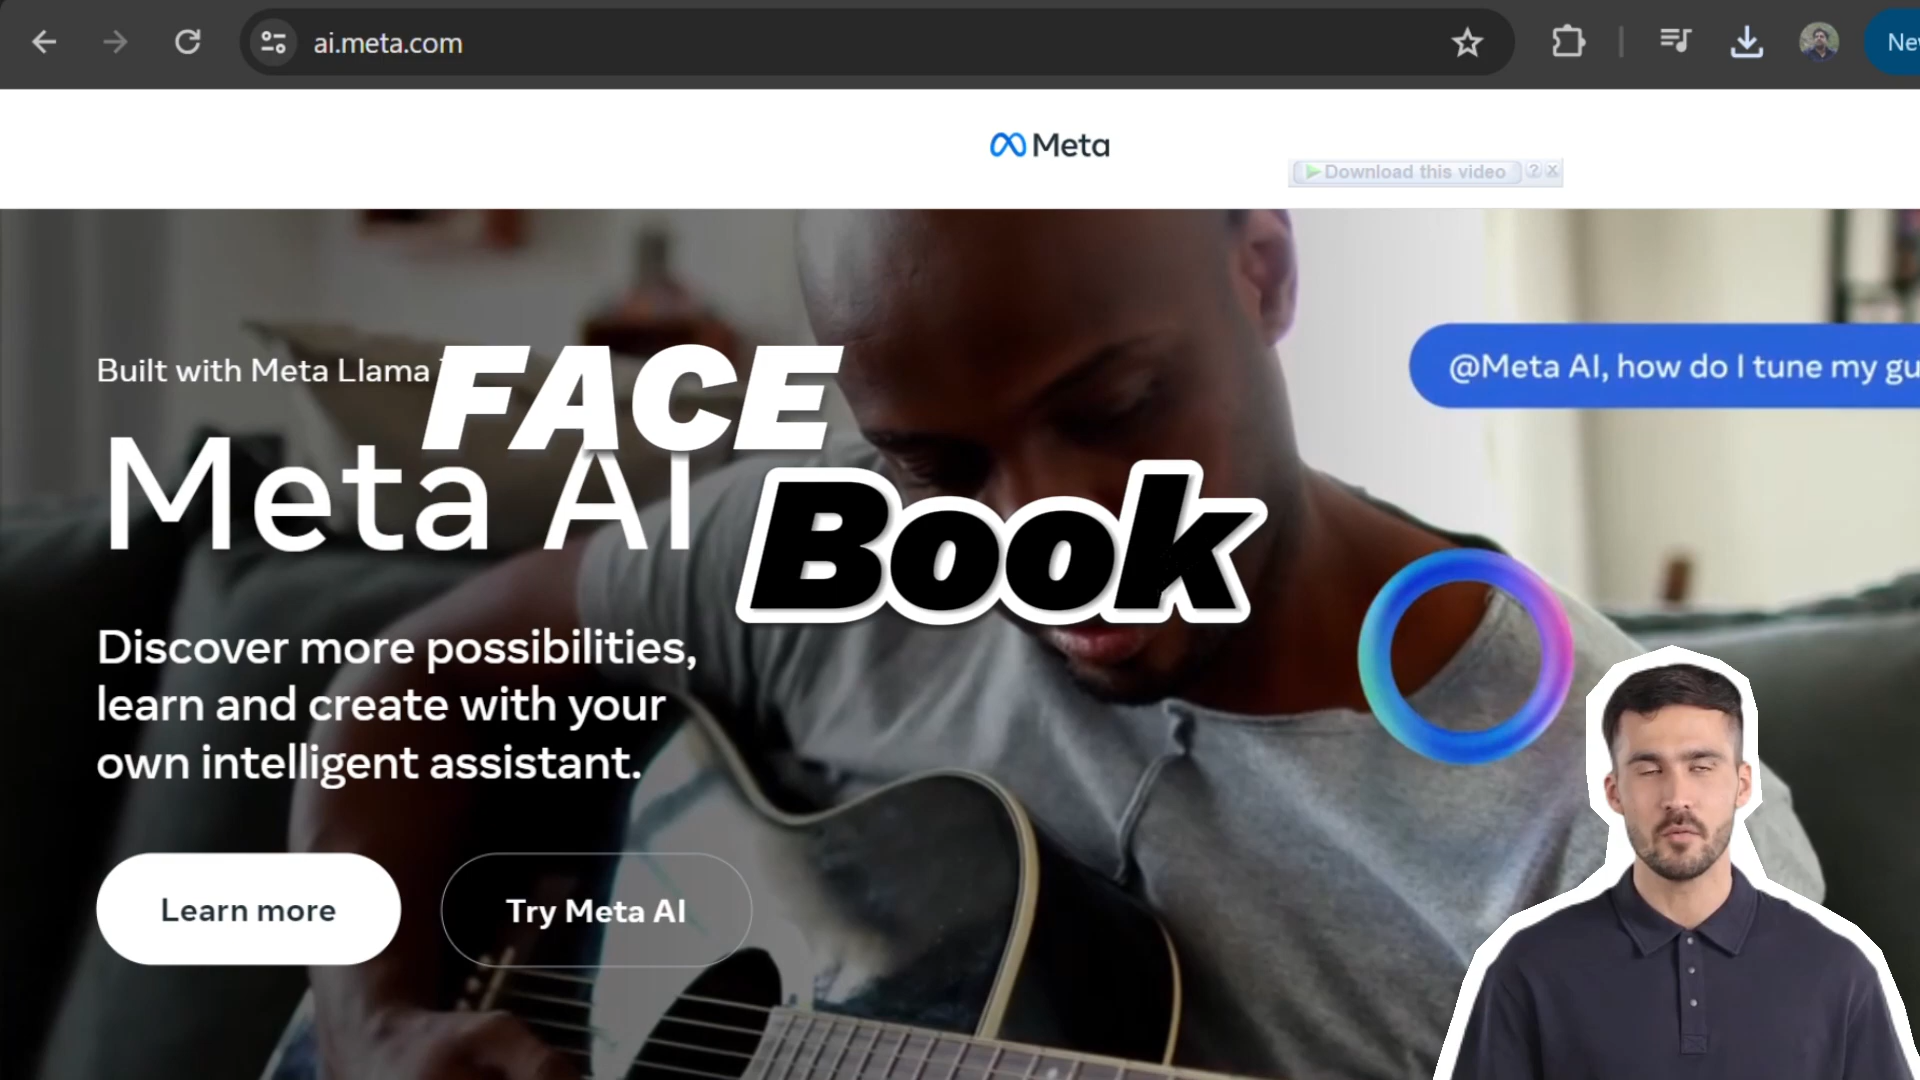 ai.meta.com
Ne
Meta
Download this video ? X
Built with Meta Llama
FACE
@Meta AI, how do I tune my gu
Meta AI
Book
Discover more possibilities,
learn and create with your
own intelligent assistant.
Learn more
Try Meta AI